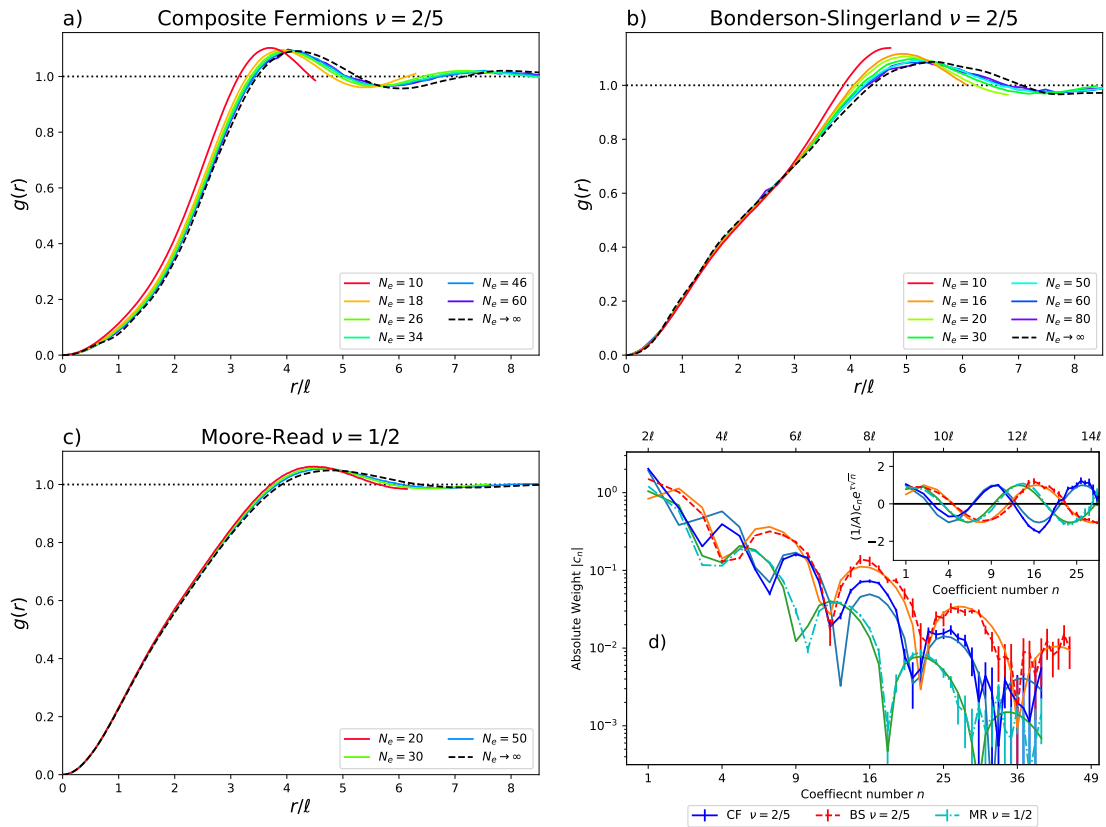 a) Composite Fermions ν = 2/5
g(r)
1.0
0.8
0.6
0.4
0.2
0.0
N_e = 10
N_e = 18
N_e = 26
N_e = 34
N_e = 46
N_e = 60
N_e → ∞
0 1 2 3 4 5 6 7 8
r/ℓ
b) Bonderson-Slingerland ν = 2/5
g(r)
1.0
0.8
0.6
0.4
0.2
0.0
N_e = 10
N_e = 16
N_e = 20
N_e = 30
N_e = 50
N_e = 60
N_e = 80
N_e → ∞
0 1 2 3 4 5 6 7 8
r/ℓ
c) Moore-Read ν = 1/2
g(r)
1.0
0.8
0.6
0.4
0.2
0.0
N_e = 20
N_e = 30
N_e = 50
N_e → ∞
0 1 2 3 4 5 6 7 8
r/ℓ
2ℓ 4ℓ 6ℓ 8ℓ 10ℓ 12ℓ 14ℓ
Absolute Weight |c_n|
10^0
10^−1
10^−2
10^−3
d)
(1/A)c_n e^{τ√n}
2
0
−2
1 4 9 16 25
Coefficient number n
1 4 9 16 25 36 49
Coeffiecnt number n
CF ν = 2/5
BS ν = 2/5
MR ν = 1/2